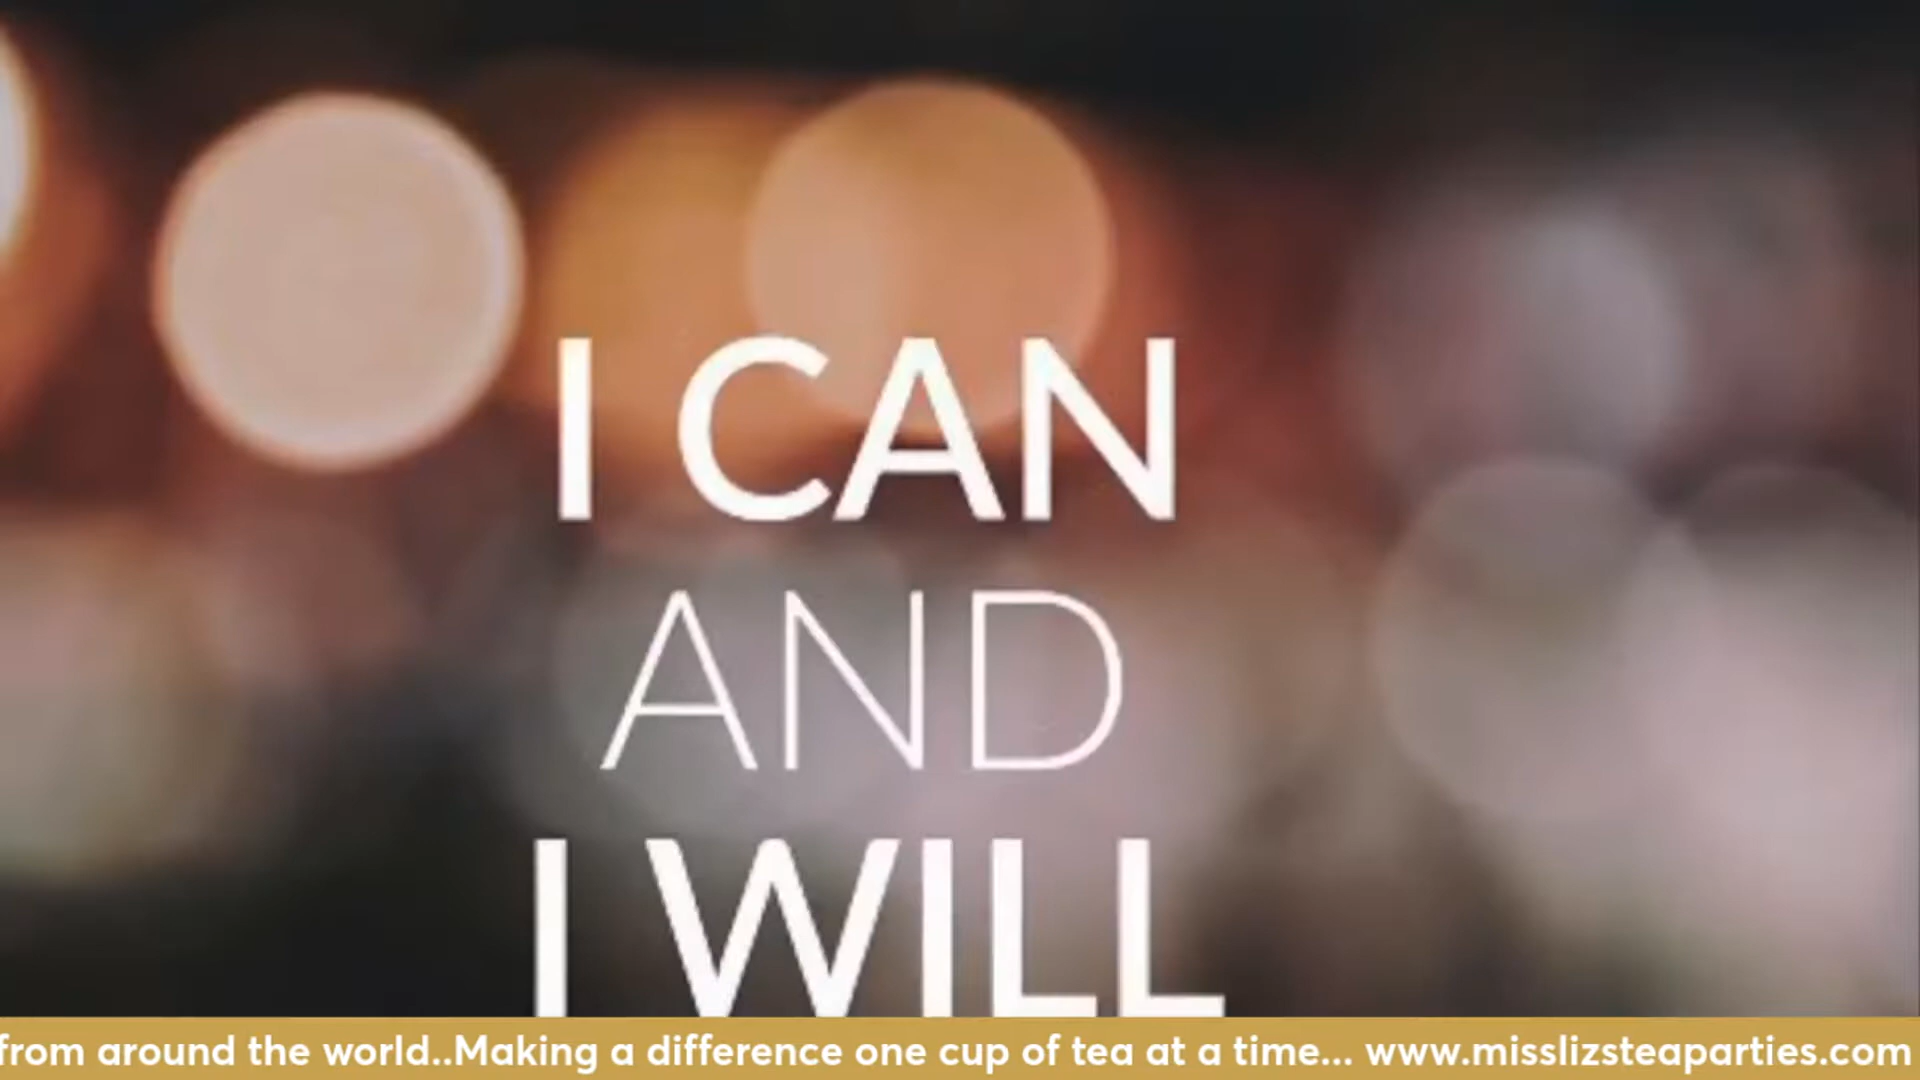 I CAN
AND
I WILL
from around the world..Making a difference one cup of tea at a time... www.misslizsteaparties.com